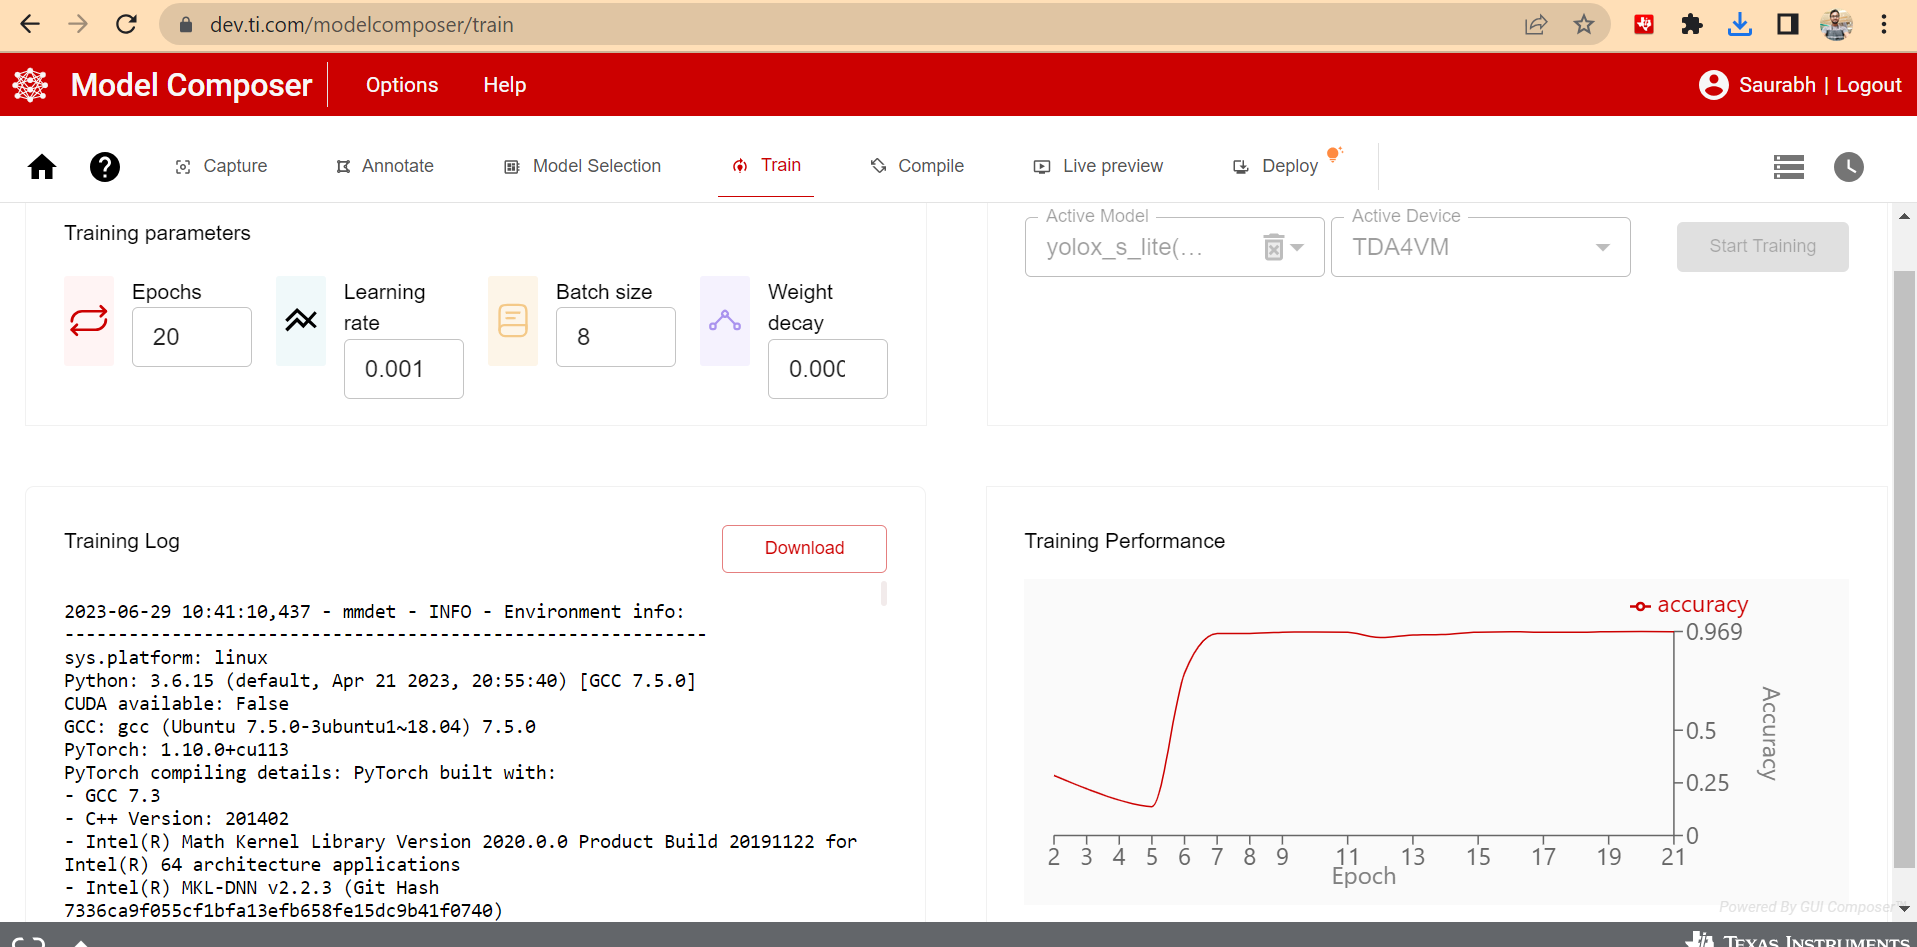 dev.ti.com/modelcomposer/train
Model Composer
Options
Help
Saurabh | Logout
Capture
Annotate
Model Selection
Train
Compile
Live preview
Deploy
Training parameters
Epochs
20
Learning
rate
0.001
Batch size
8
Weight
decay
0.000
Active Model
yolox_s_lite(...
Active Device
TDA4VM
Start Training
Training Log
Download
2023-06-29 10:41:10,437 - mmdet - INFO - Environment info:
------------------------------------------------------------
sys.platform: linux
Python: 3.6.15 (default, Apr 21 2023, 20:55:40) [GCC 7.5.0]
CUDA available: False
GCC: gcc (Ubuntu 7.5.0-3ubuntu1~18.04) 7.5.0
PyTorch: 1.10.0+cu113
PyTorch compiling details: PyTorch built with:
- GCC 7.3
- C++ Version: 201402
- Intel(R) Math Kernel Library Version 2020.0.0 Product Build 20191122 for
Intel(R) 64 architecture applications
- Intel(R) MKL-DNN v2.2.3 (Git Hash
7336ca9f055cf1bfa13efb658fe15dc9b41f0740)
Training Performance
accuracy
0.969
0.5
0.25
0
Accuracy
2 3 4 5 6 7 8 9 11 13 15 17 19 21
Epoch
Powered By GUI Composer™
TEXAS INSTRUMENTS